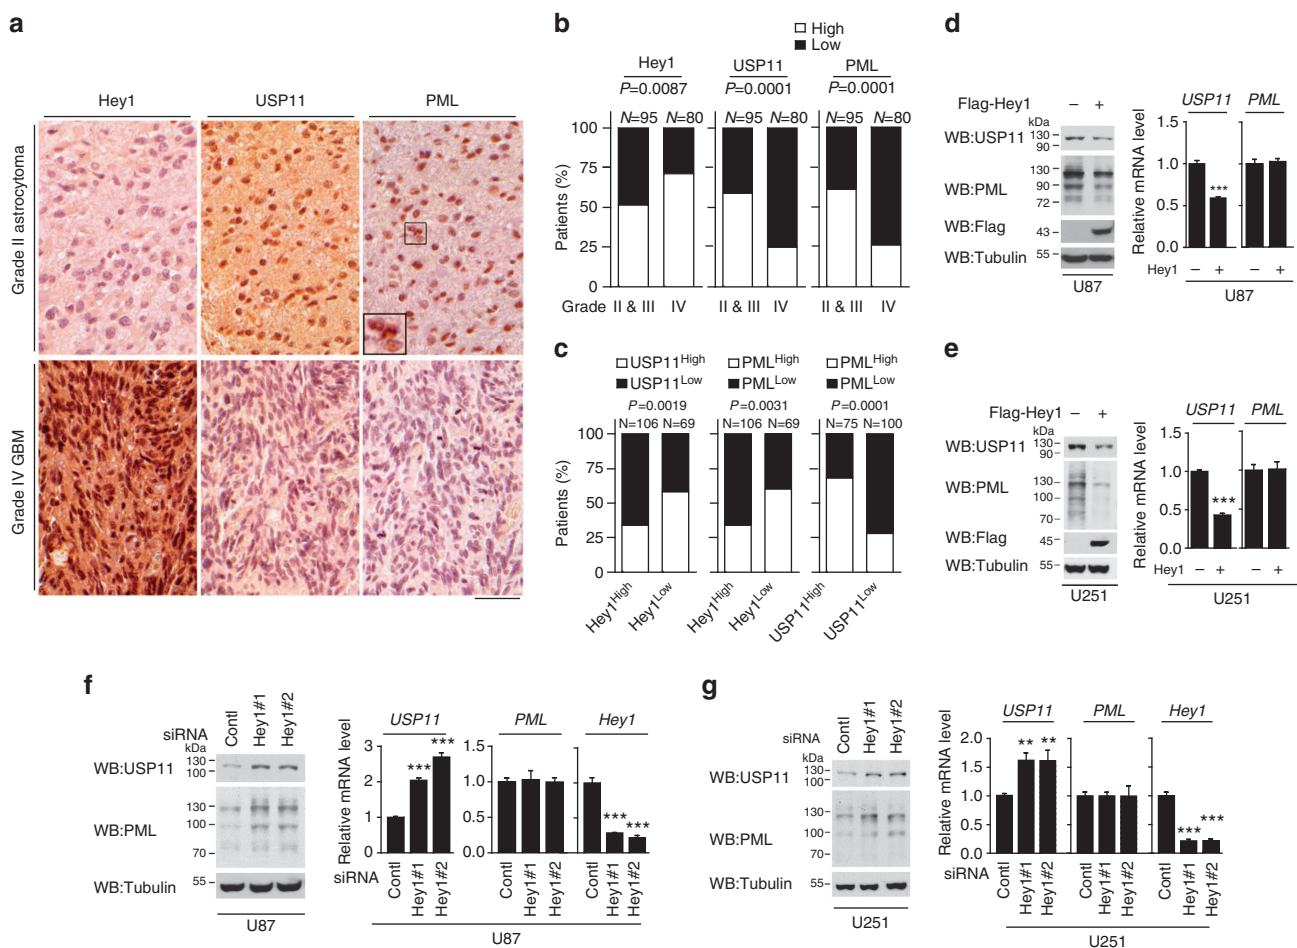 a
Hey1 USP11 PML
Grade II astrocytoma
Grade IV GBM
b
High
Low
Hey1 USP11 PML
P=0.0087 P=0.0001 P=0.0001
N=95 N=80 N=95 N=80 N=95 N=80
Patients (%)
100
75
50
25
0
Grade II & III IV II & III IV II & III IV
c
USP11High PMLHigh PMLHigh
USP11Low PMLLow PMLLow
P=0.0019 P=0.0031 P=0.0001
N=106 N=69 N=106 N=69 N=75 N=100
Patients (%)
100
75
50
25
0
Hey1High Hey1Low Hey1High Hey1Low USP11High USP11Low
d
Flag-Hey1 – +
kDa
WB:USP11 130 90
WB:PML 130 90 72
WB:Flag 43
WB:Tubulin 55
U87
Relative mRNA level
USP11 PML
1.5
1.0
0.5
0.0
***
Hey1 – + – +
U87
e
Flag-Hey1 – +
kDa
WB:USP11 130 90
WB:PML 130 100 70
WB:Flag 45
WB:Tubulin 55
U251
Relative mRNA level
USP11 PML
1.5
1.0
0.5
0.0
***
Hey1 – + – +
U251
f
siRNA Contl Hey1#1 Hey1#2
kDa
WB:USP11 130 100
WB:PML 130 100 70
WB:Tubulin 55
U87
Relative mRNA level
USP11 PML Hey1
3
2
1
0
*** ***
1.5
1.0
0.5
0.0
*** ***
siRNA Contl Hey1#1 Hey1#2 Contl Hey1#1 Hey1#2 Contl Hey1#1 Hey1#2
U87
g
siRNA Contl Hey1#1 Hey1#2
kDa
WB:USP11 130 100
WB:PML 130 100 70
WB:Tubulin 55
U251
Relative mRNA level
USP11 PML Hey1
2.0
1.5
1.0
0.5
0.0
** **
*** ***
siRNA Contl Hey1#1 Hey1#2 Contl Hey1#1 Hey1#2 Contl Hey1#1 Hey1#2
U251